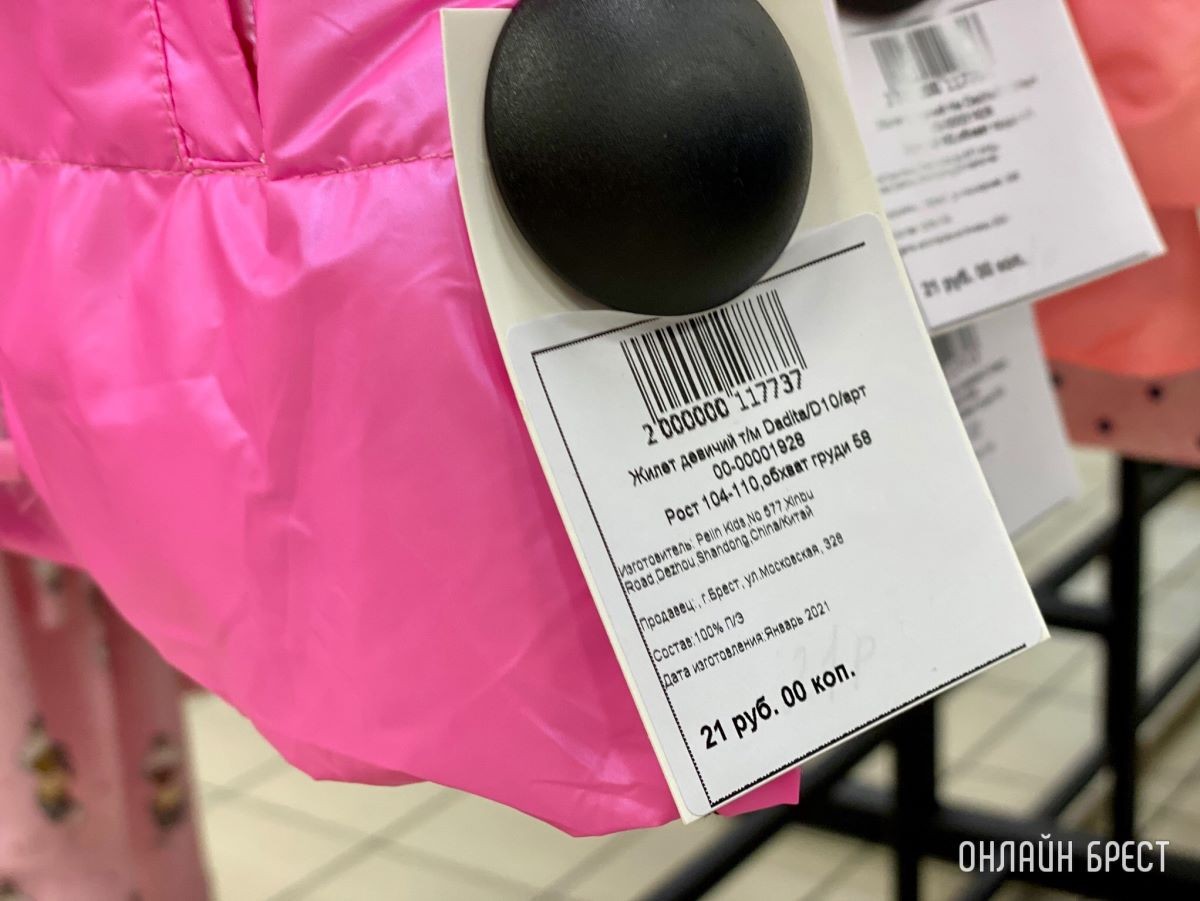 2 000000 117737
Жилет девичий т/м Dadita/D10/арт
00-00001928
Рост 104-110,обхват груди 58
Изготовитель: Peiin Kids,No 577,Xinbu
Road,Dezhou,Shandong,China/Китай
Продавец:, г.Брест, ул.Московская, 328
Состав:100% П/Э
Дата изготовления:Январь 2021
21 руб. 00 коп.
21 руб. 00 коп.
ОНЛАЙН БРЕСТ